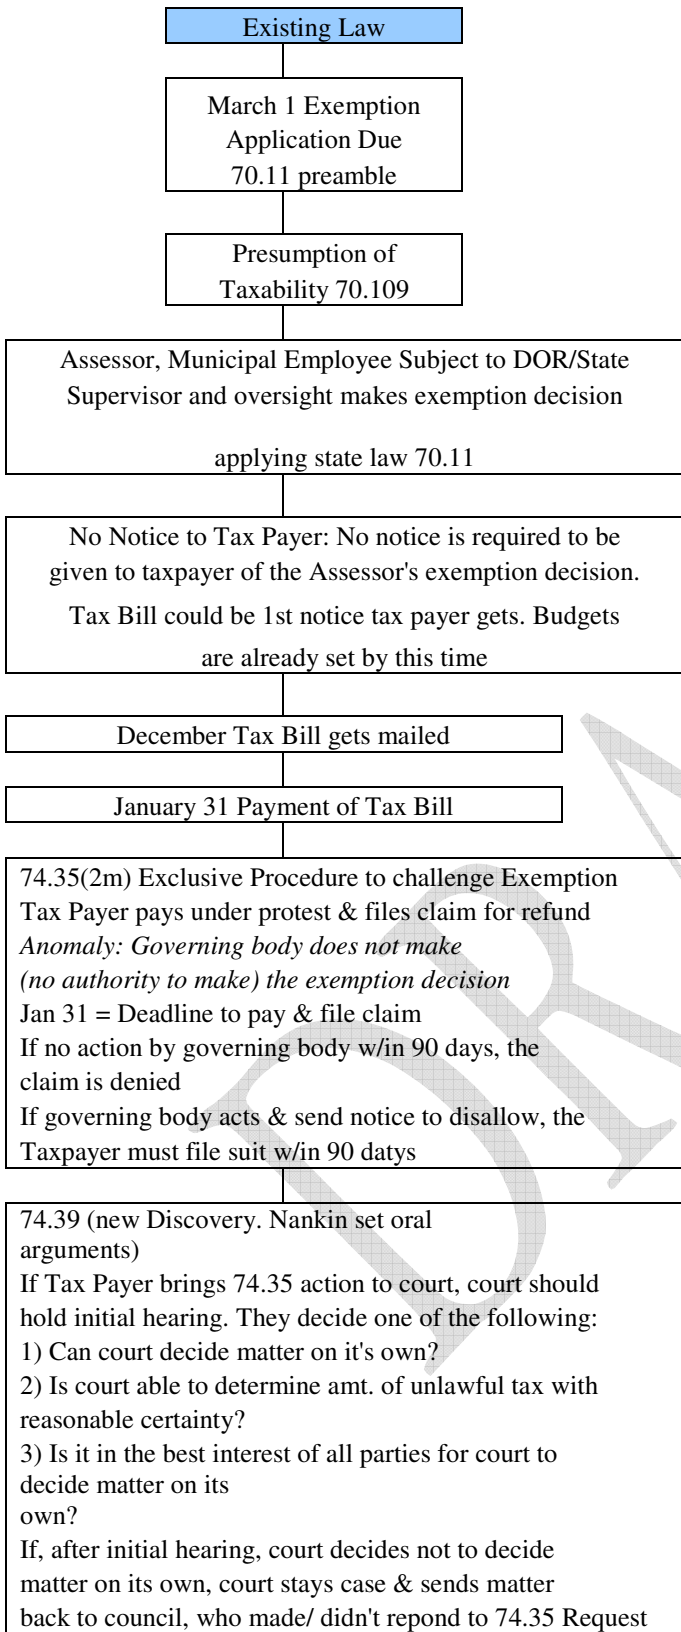 Existing Law
March 1 Exemption
Application Due
70.11 preamble
Presumption of
Taxability 70.109
Assessor, Municipal Employee Subject to DOR/State
Supervisor and oversight makes exemption decision
applying state law 70.11
No Notice to Tax Payer: No notice is required to be
given to taxpayer of the Assessor's exemption decision.
Tax Bill could be 1st notice tax payer gets. Budgets
are already set by this time
December Tax Bill gets mailed
January 31 Payment of Tax Bill
74.35(2m) Exclusive Procedure to challenge Exemption
Tax Payer pays under protest & files claim for refund
Anomaly: Governing body does not make
(no authority to make) the exemption decision
Jan 31 = Deadline to pay & file claim
If no action by governing body w/in 90 days, the
claim is denied
If governing body acts & send notice to disallow, the
Taxpayer must file suit w/in 90 datys
74.39 (new Discovery. Nankin set oral
arguments)
If Tax Payer brings 74.35 action to court, court should
hold initial hearing. They decide one of the following:
1) Can court decide matter on it's own?
2) Is court able to determine amt. of unlawful tax with
reasonable certainty?
3) Is it in the best interest of all parties for court to
decide matter on its
own?
If, after initial hearing, court decides not to decide
matter on its own, court stays case & sends matter
back to council, who made/ didn't repond to 74.35 Request
DRA